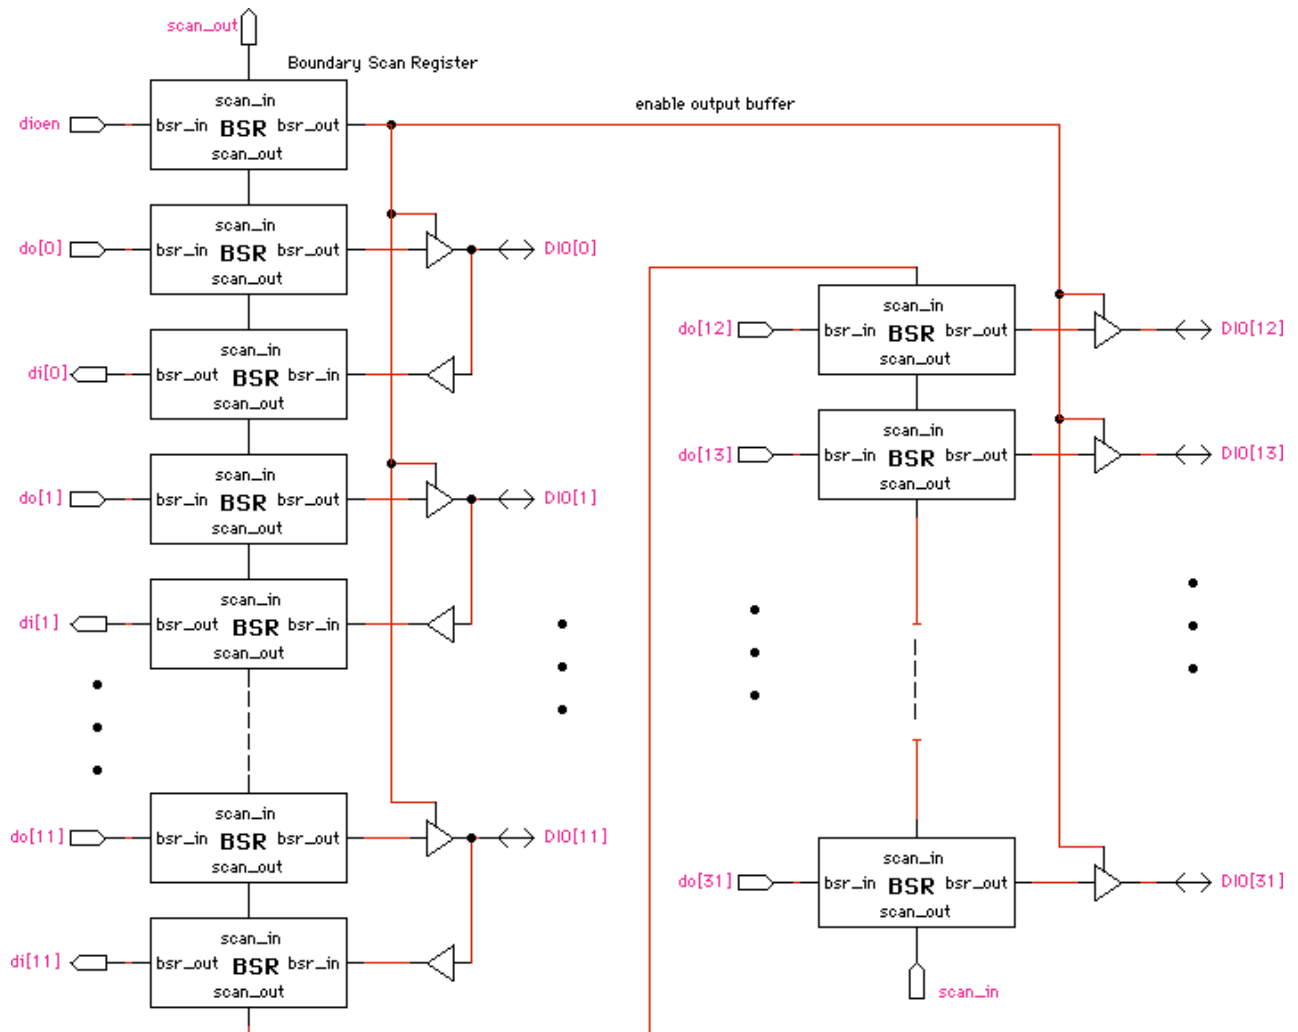 scan_out
Boundary Scan Register
enable output buffer
dioen
scan_in
bsr_in BSR bsr_out
scan_out
do[0]
scan_in
bsr_in BSR bsr_out
scan_out
DIO[0]
di[0]
scan_in
bsr_out BSR bsr_in
scan_out
do[1]
scan_in
bsr_in BSR bsr_out
scan_out
DIO[1]
di[1]
scan_in
bsr_out BSR bsr_in
scan_out
do[11]
scan_in
bsr_in BSR bsr_out
scan_out
DIO[11]
di[11]
scan_in
bsr_out BSR bsr_in
scan_out
do[12]
scan_in
bsr_in BSR bsr_out
scan_out
DIO[12]
do[13]
scan_in
bsr_in BSR bsr_out
scan_out
DIO[13]
do[31]
scan_in
bsr_in BSR bsr_out
scan_out
DIO[31]
scan_in